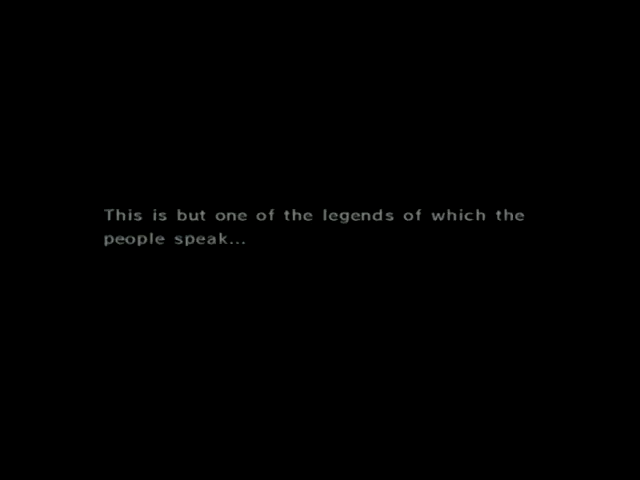 This is but one of the legends of which the
people speak...